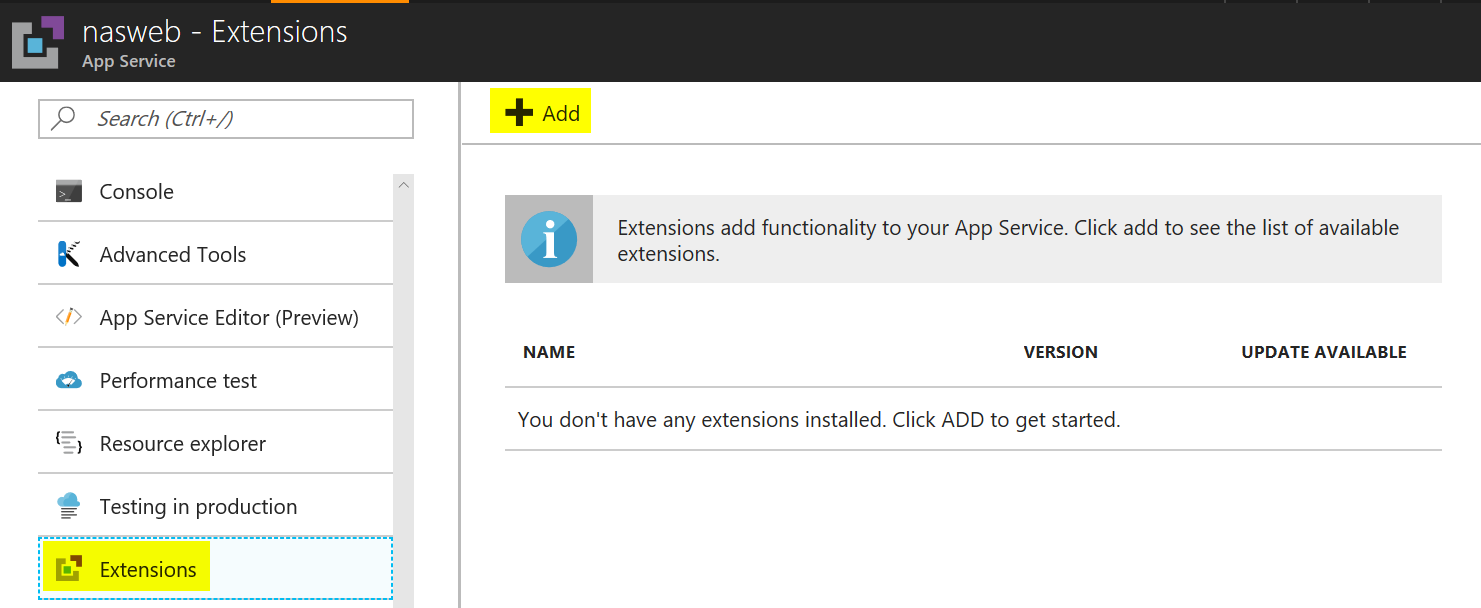 nasweb - Extensions
App Service
Search (Ctrl+/)
Console
Advanced Tools
App Service Editor (Preview)
Performance test
Resource explorer
Testing in production
Extensions
Add
Extensions add functionality to your App Service. Click add to see the list of available
extensions.
NAME VERSION UPDATE AVAILABLE
You don't have any extensions installed. Click ADD to get started.